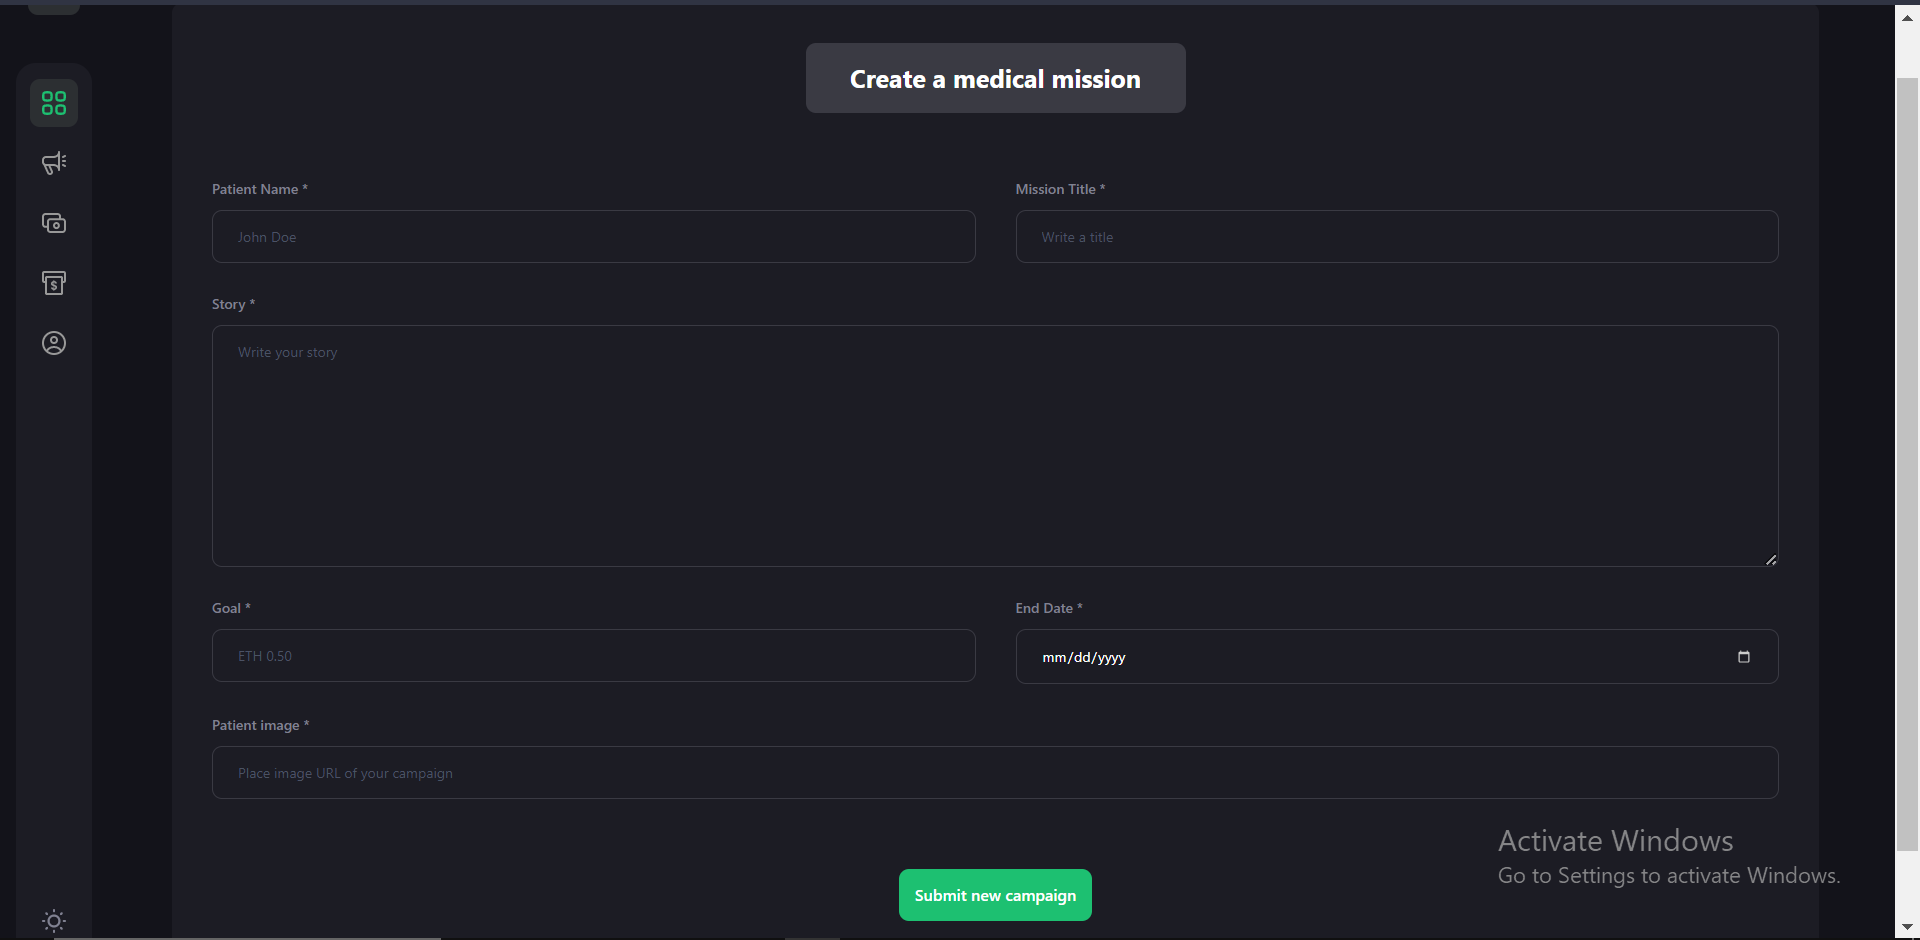 Create a medical mission
Patient Name *
Mission Title *
John Doe
Write a title
Story *
Write your story
Goal *
End Date *
ETH 0.50
mm/dd/yyyy
Patient image *
Place image URL of your campaign
Activate Windows
Go to Settings to activate Windows.
Submit new campaign